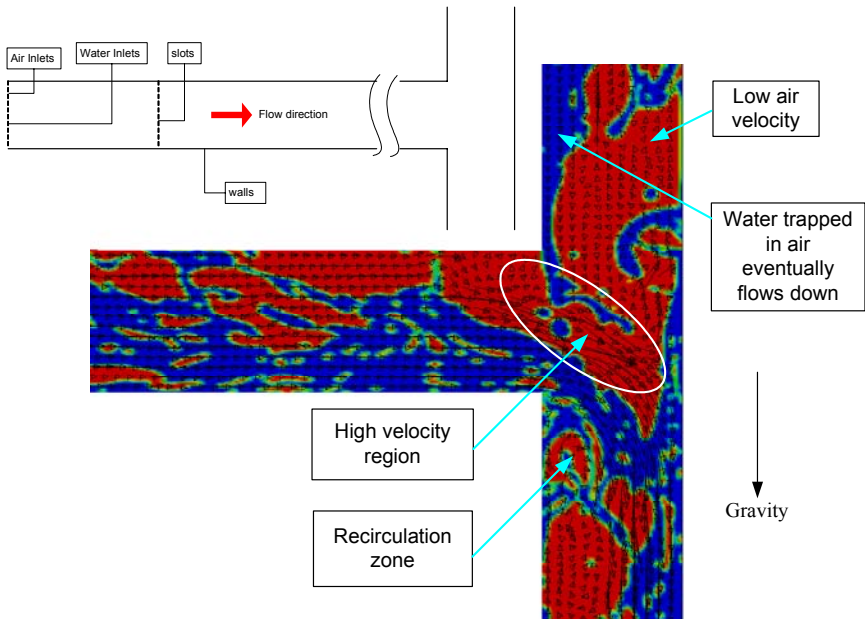 Air Inlets
Water Inlets
slots
Flow direction
walls
Low air
velocity
Water trapped
in air
eventually
flows down
High velocity
region
Recirculation
zone
Gravity